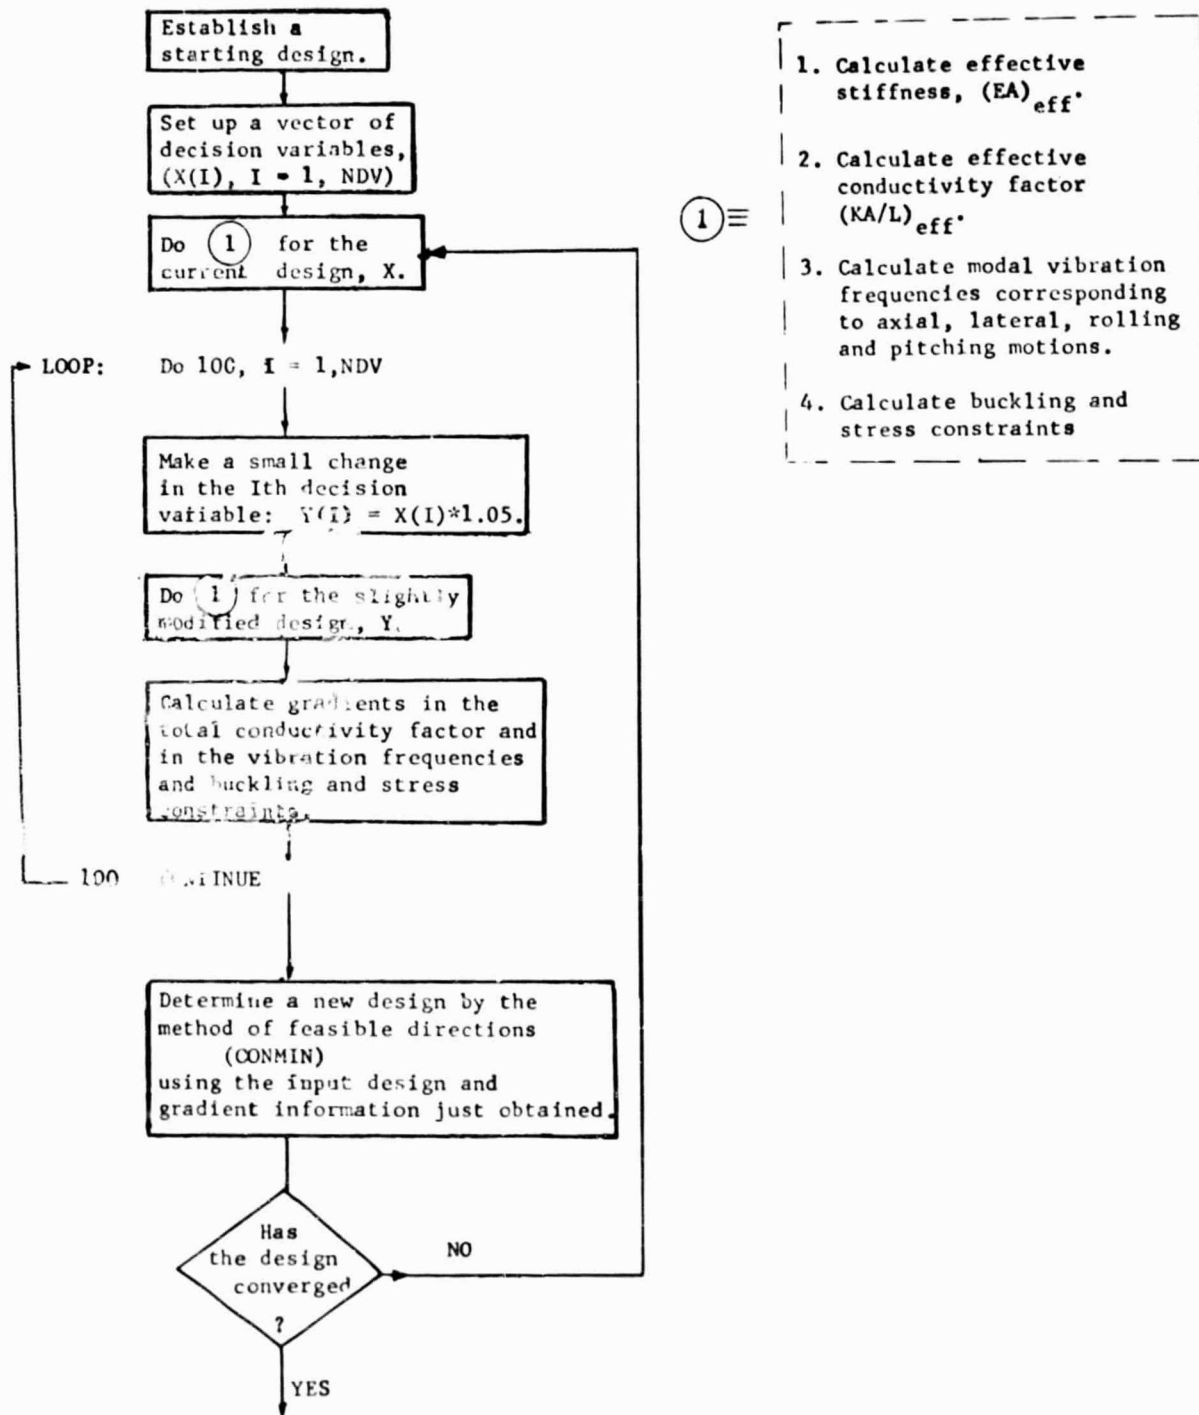 Establish a
starting design.
Set up a vector of
decision variables,
(X(I), I = 1, NDV)
Do 1 for the
current design, X.
LOOP: Do 10C, I = 1,NDV
Make a small change
in the Ith decision
variable: Y(I) = X(I)*1.05.
Do 1 for the slightly
modified design, Y.
Calculate gradients in the
total conductivity factor and
in the vibration frequencies
and buckling and stress
constraints.
100 CONTINUE
Determine a new design by the
method of feasible directions
(CONMIN)
using the input design and
gradient information just obtained.
Has
the design
converged
?
NO
YES
1 ≡
1. Calculate effective
stiffness, (EA)eff.
2. Calculate effective
conductivity factor
(KA/L)eff.
3. Calculate modal vibration
frequencies corresponding
to axial, lateral, rolling
and pitching motions.
4. Calculate buckling and
stress constraints